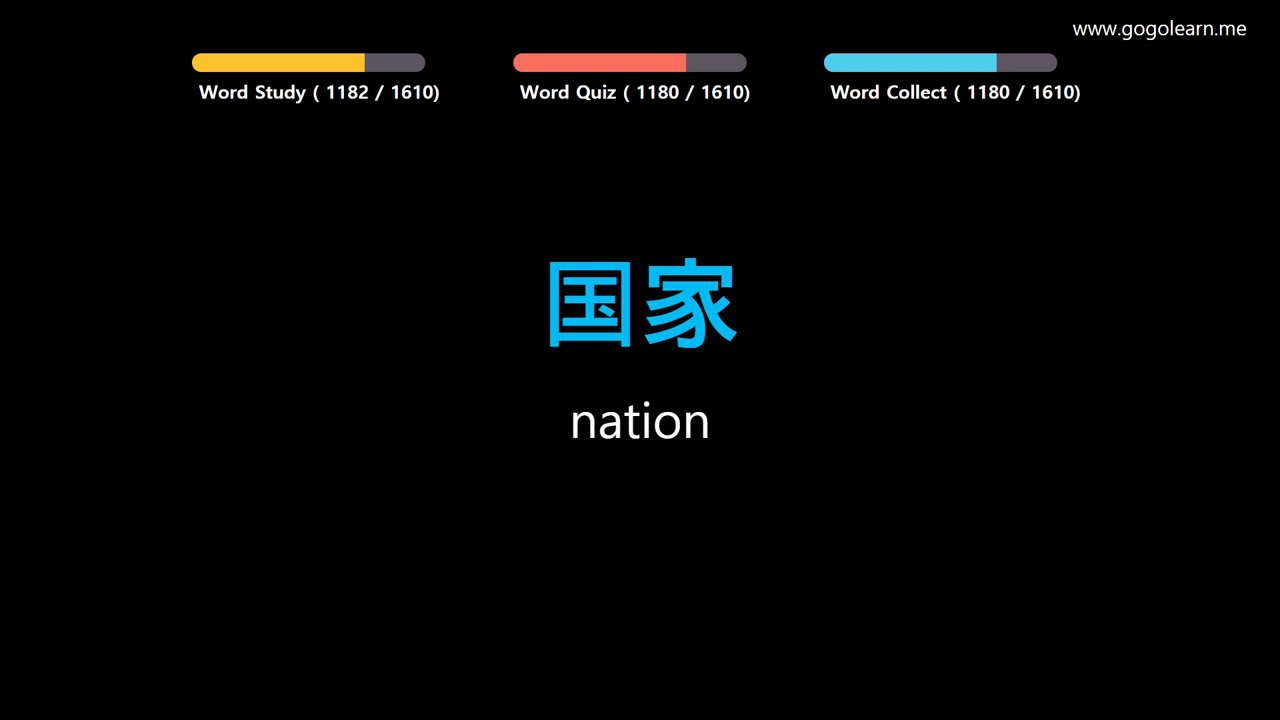 www.gogolearn.me
Word Study ( 1182 / 1610)
Word Quiz ( 1180 / 1610)
Word Collect ( 1180 / 1610)
国家
nation